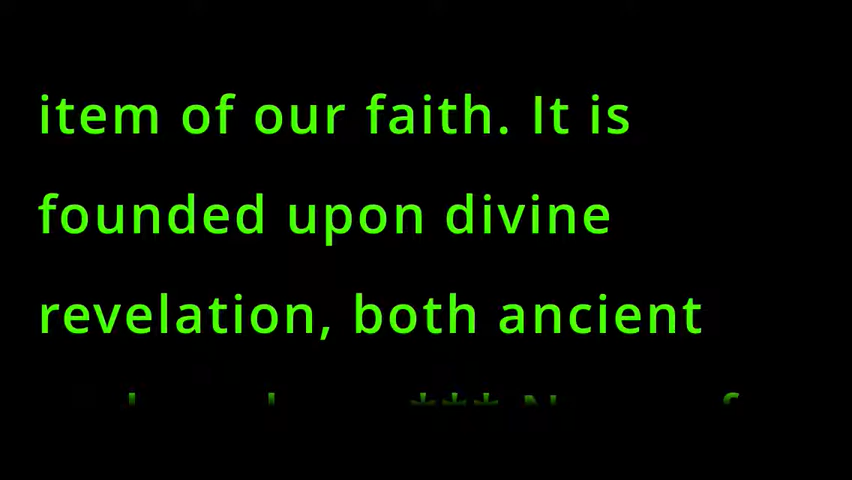 item of our faith. It is
founded upon divine
revelation, both ancient
***